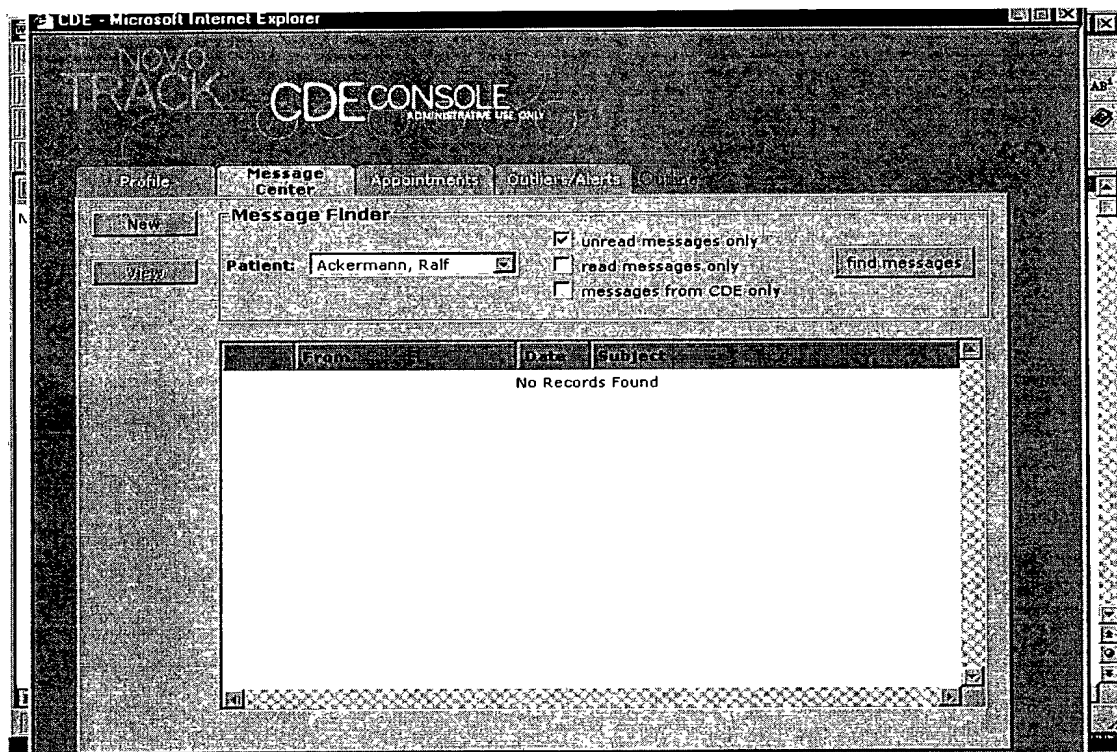 CDE - Microsoft Internet Explorer
NOVO
TRACK
CDE CONSOLE
ADMINISTRATIVE USE ONLY
Profile
Message Center
Appointments
Outliers/Alerts
New
View
Message Finder
Patient: Ackermann, Ralf
unread messages only
read messages only
messages from CDE only
find messages
From Date Subject
No Records Found